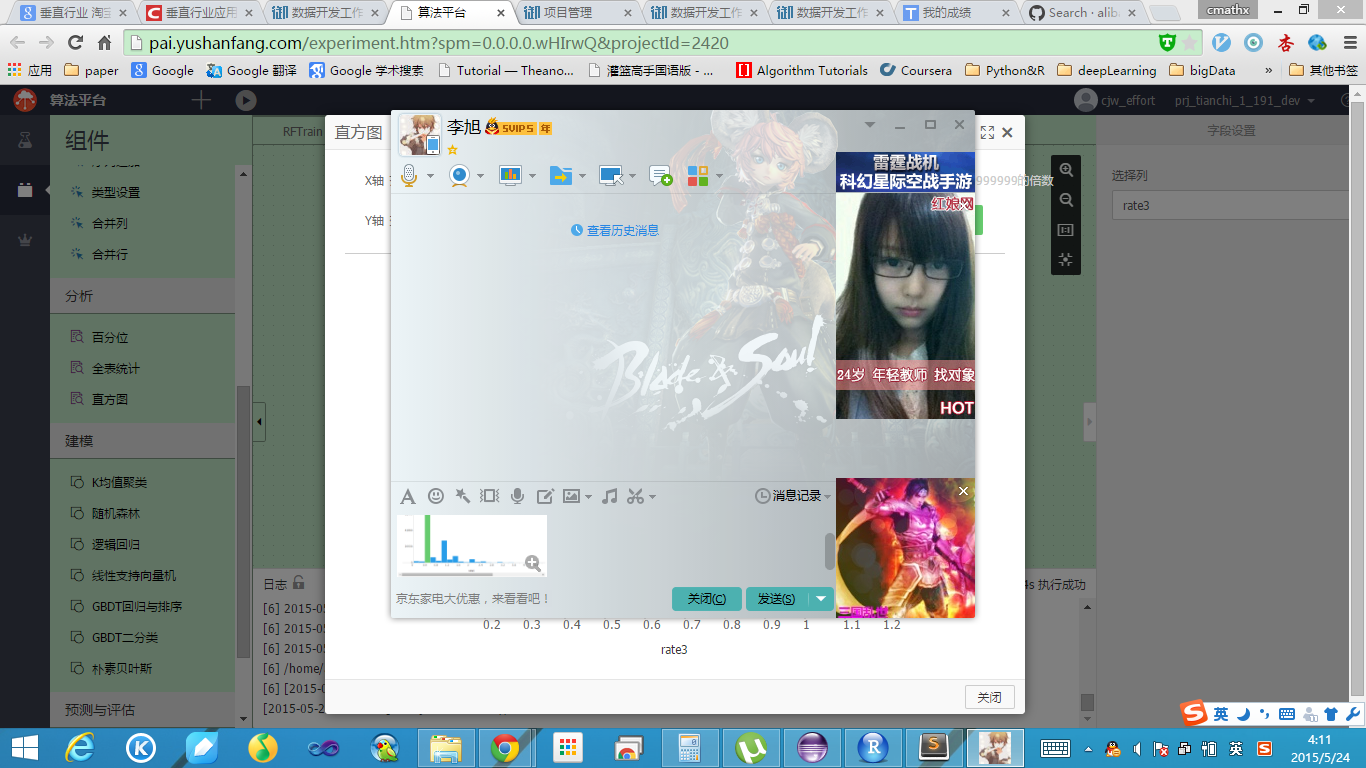 垂直行业 淘宝
垂直行业应用
数据开发工作
算法平台
项目管理
数据开发工作
数据开发工作
我的成绩
Search · alib
cmathx
pai.yushanfang.com/experiment.htm?spm=0.0.0.0.wHIrwQ&projectId=2420
应用
paper
Google
Google 翻译
Google 学术搜索
Tutorial — Theano...
灌篮高手国语版 - ...
Algorithm Tutorials
Coursera
Python&R
deepLearning
bigData
»
其他书签
算法平台
cjw_effort
prj_tianchi_1_191_dev
组件
类型设置
合并列
合并行
分析
百分位
全表统计
直方图
建模
K均值聚类
随机森林
逻辑回归
线性支持向量机
GBDT回归与排序
GBDT二分类
朴素贝叶斯
预测与评估
RFTrain
直方图
X轴
999999的倍数
Y轴
字段设置
选择列
rate3
李旭
SVIP5 年
查看历史消息
Blade & Soul
雷霆战机
科幻星际空战手游
红娘网
24岁 年轻教师 找对象
HOT
消息记录
京东家电大优惠，来看看吧！
关闭(C)
发送(S)
三国乱世
0.2 0.3 0.4 0.5 0.6 0.7 0.8 0.9 1 1.1 1.2
rate3
关闭
日志
4s 执行成功
[6] 2015-05
[6] 2015-05
[6] 2015-05
[6] /home/
[6] [2015-0
[2015-05-2
英
英
4:11
2015/5/24